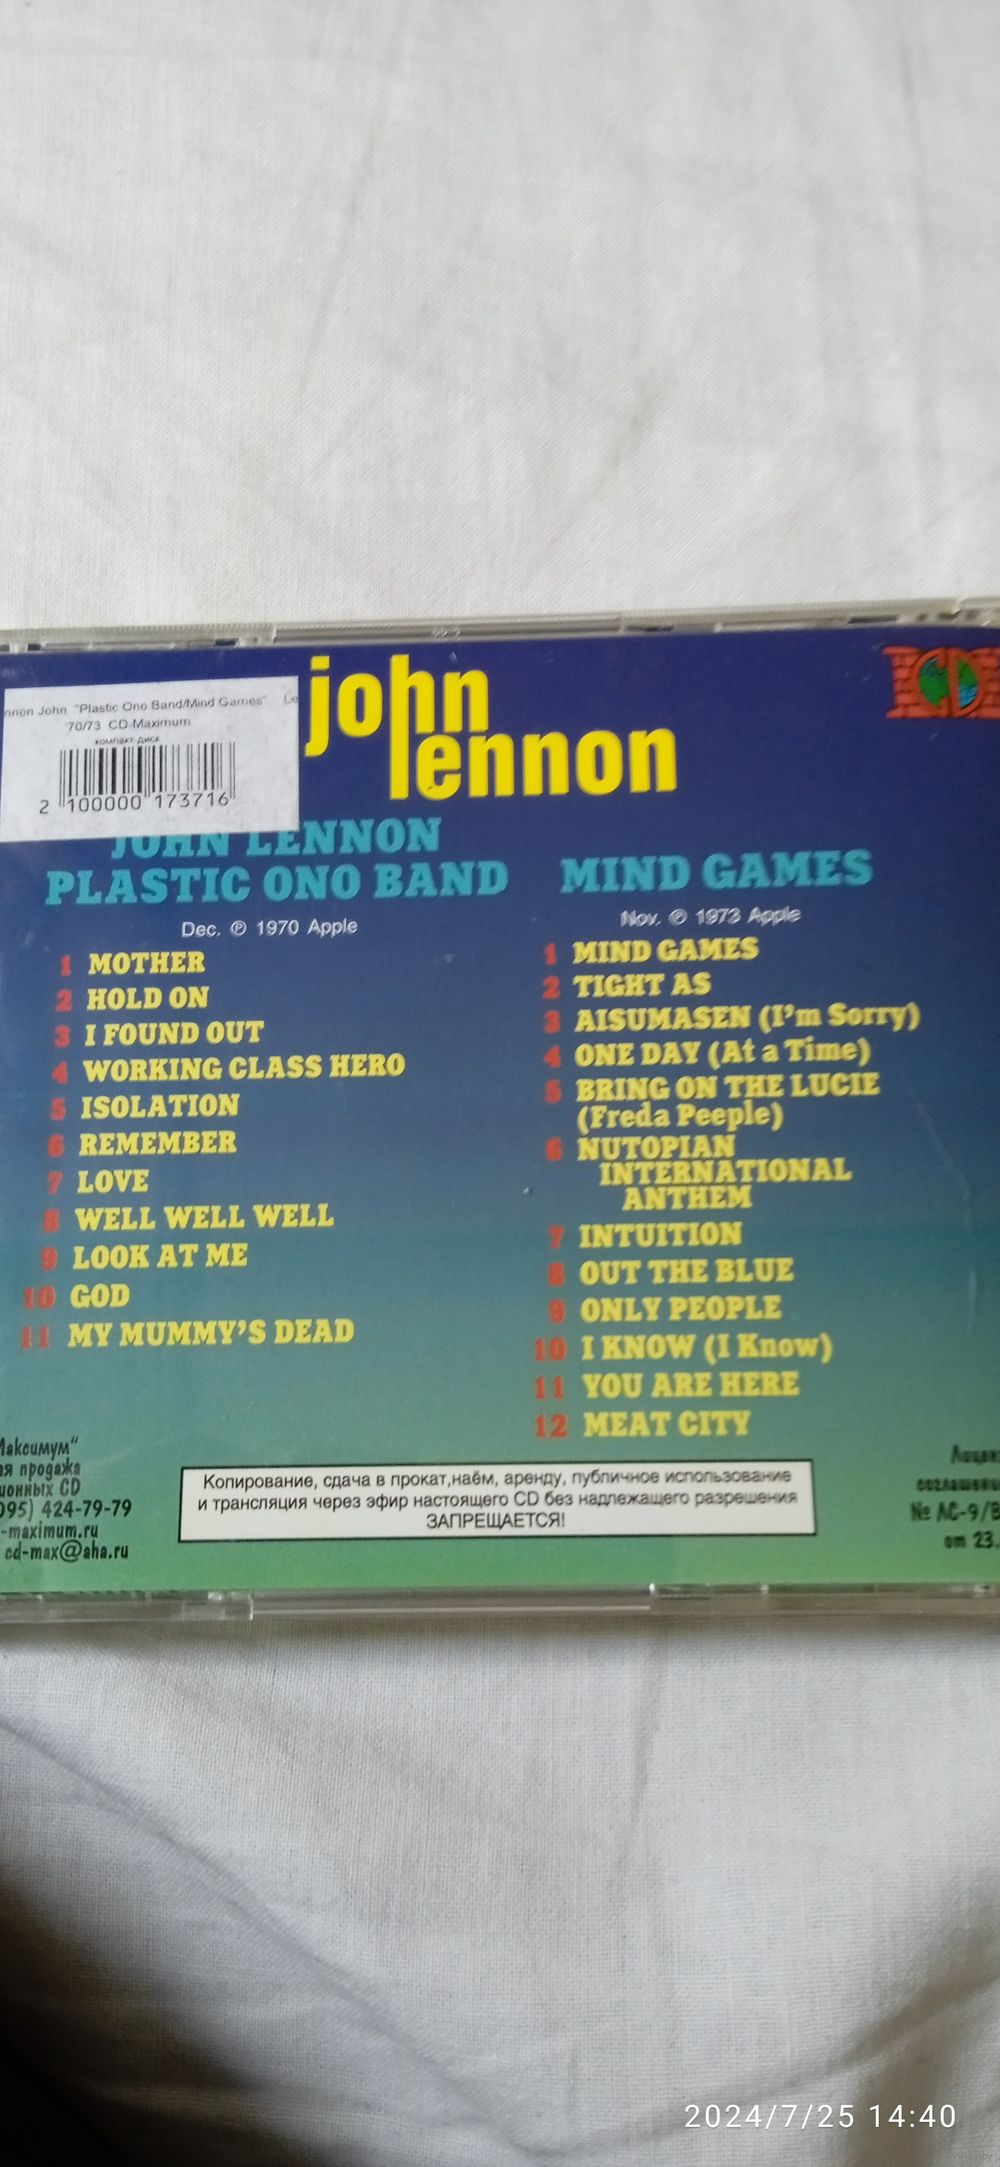 nnon John "Plastic Ono Band/Mind Games" Le
'70/73 CD-Maximum
компакт-диск
2 100000 173716
john
lennon
CD
JOHN LENNON
PLASTIC ONO BAND
Dec. ℗ 1970 Apple
1 MOTHER
2 HOLD ON
3 I FOUND OUT
4 WORKING CLASS HERO
5 ISOLATION
6 REMEMBER
7 LOVE
8 WELL WELL WELL
9 LOOK AT ME
10 GOD
11 MY MUMMY'S DEAD
MIND GAMES
Nov. ℗ 1973 Apple
1 MIND GAMES
2 TIGHT AS
3 AISUMASEN (I'm Sorry)
4 ONE DAY (At a Time)
5 BRING ON THE LUCIE
(Freda Peeple)
6 NUTOPIAN
INTERNATIONAL
ANTHEM
7 INTUITION
8 OUT THE BLUE
9 ONLY PEOPLE
10 I KNOW (I Know)
11 YOU ARE HERE
12 MEAT CITY
Максимум"
ая продажа
ционных CD
095) 424-79-79
-maximum.ru
cd-max@aha.ru
Копирование, сдача в прокат,наём, аренду, публичное использование
и трансляция через эфир настоящего CD без надлежащего разрешения
ЗАПРЕЩАЕТСЯ!
Лицен
соглашени
№ АС-9/В
от 23.
2024/7/25 14:40